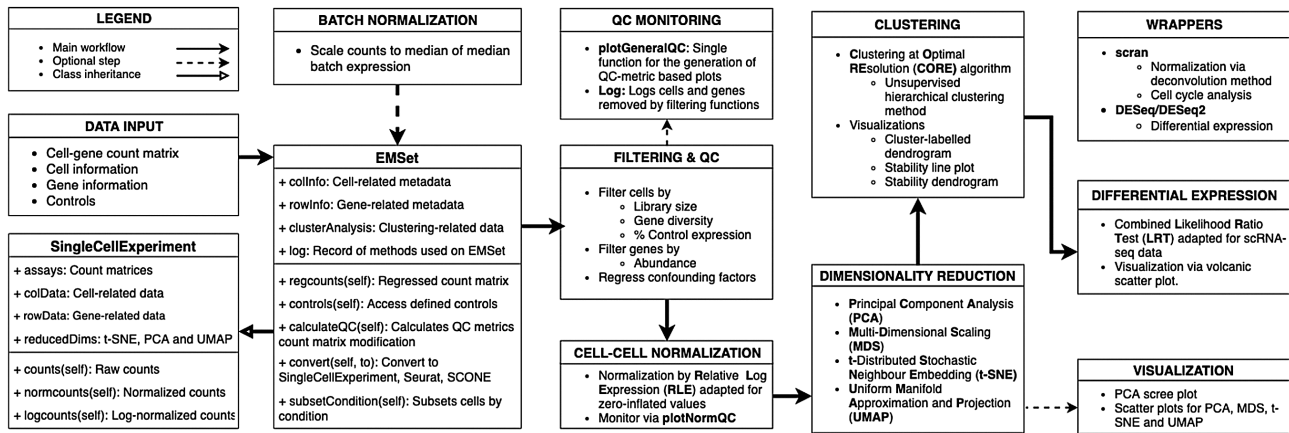 LEGEND
Main workflow
Optional step
Class inheritance
DATA INPUT
Cell-gene count matrix
Cell information
Gene information
Controls
SingleCellExperiment
+ assays: Count matrices
+ colData: Cell-related data
+ rowData: Gene-related data
+ reducedDims: t-SNE, PCA and UMAP
+ counts(self): Raw counts
+ normcounts(self): Normalized counts
+ logcounts(self): Log-normalized counts
BATCH NORMALIZATION
Scale counts to median of median
batch expression
EMSet
+ colInfo: Cell-related metadata
+ rowInfo: Gene-related metadata
+ clusterAnalysis: Clustering-related data
+ log: Record of methods used on EMSet
+ regcounts(self): Regressed count matrix
+ controls(self): Access defined controls
+ calculateQC(self): Calculates QC metrics
count matrix modification
+ convert(self, to): Convert to
SingleCellExperiment, Seurat, SCONE
+ subsetCondition(self): Subsets cells by
condition
QC MONITORING
plotGeneralQC: Single
function for the generation of
QC-metric based plots
Log: Logs cells and genes
removed by filtering functions
FILTERING & QC
Filter cells by
Library size
Gene diversity
% Control expression
Filter genes by
Abundance
Regress confounding factors
CELL-CELL NORMALIZATION
Normalization by Relative Log
Expression (RLE) adapted for
zero-inflated values
Monitor via plotNormQC
CLUSTERING
Clustering at Optimal
REsolution (CORE) algorithm
Unsupervised
hierarchical clustering
method
Visualizations
Cluster-labelled
dendrogram
Stability line plot
Stability dendrogram
DIMENSIONALITY REDUCTION
Principal Component Analysis
(PCA)
Multi-Dimensional Scaling
(MDS)
t-Distributed Stochastic
Neighbour Embedding (t-SNE)
Uniform Manifold
Approximation and Projection
(UMAP)
WRAPPERS
scran
Normalization via
deconvolution method
Cell cycle analysis
DESeq/DESeq2
Differential expression
DIFFERENTIAL EXPRESSION
Combined Likelihood Ratio
Test (LRT) adapted for scRNA-
seq data
Visualization via volcanic
scatter plot.
VISUALIZATION
PCA scree plot
Scatter plots for PCA, MDS, t-
SNE and UMAP